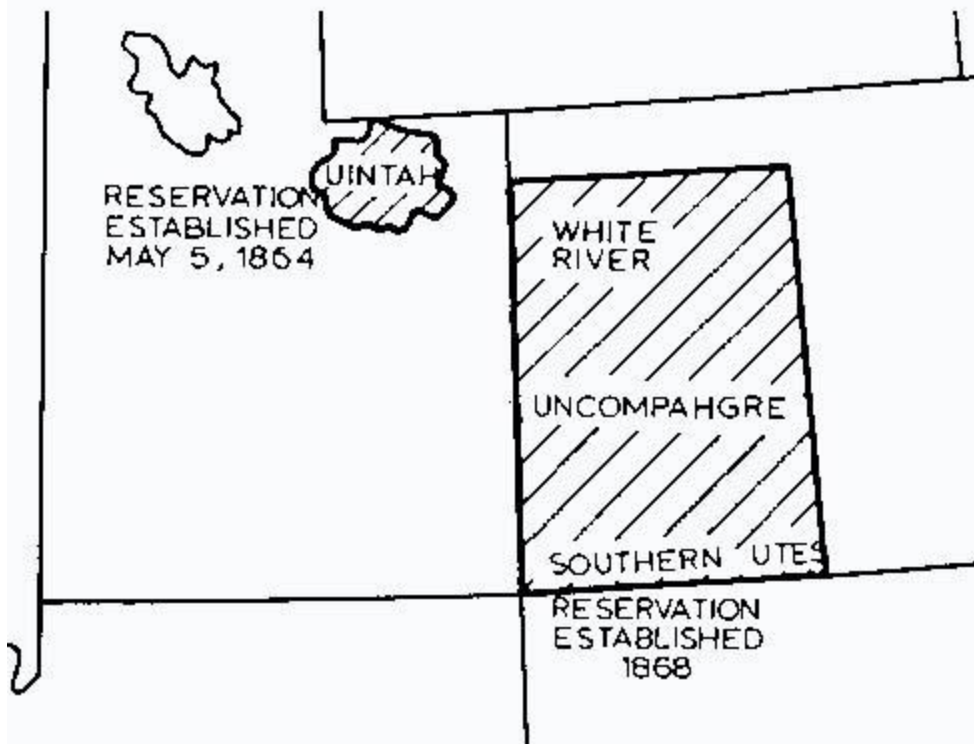 UINTAH
RESERVATION
ESTABLISHED
MAY 5, 1864
WHITE
RIVER
UNCOMPAHGRE
SOUTHERN UTES
RESERVATION
ESTABLISHED
1868